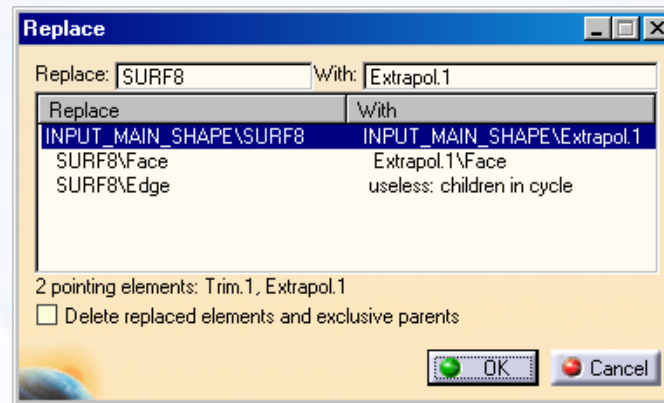 Replace
Replace: SURF8 With: Extrapol.1
Replace With
INPUT_MAIN_SHAPE\SURF8 INPUT_MAIN_SHAPE\Extrapol.1
SURF8\Face Extrapol.1\Face
SURF8\Edge useless: children in cycle
2 pointing elements: Trim.1, Extrapol.1
Delete replaced elements and exclusive parents
OK Cancel